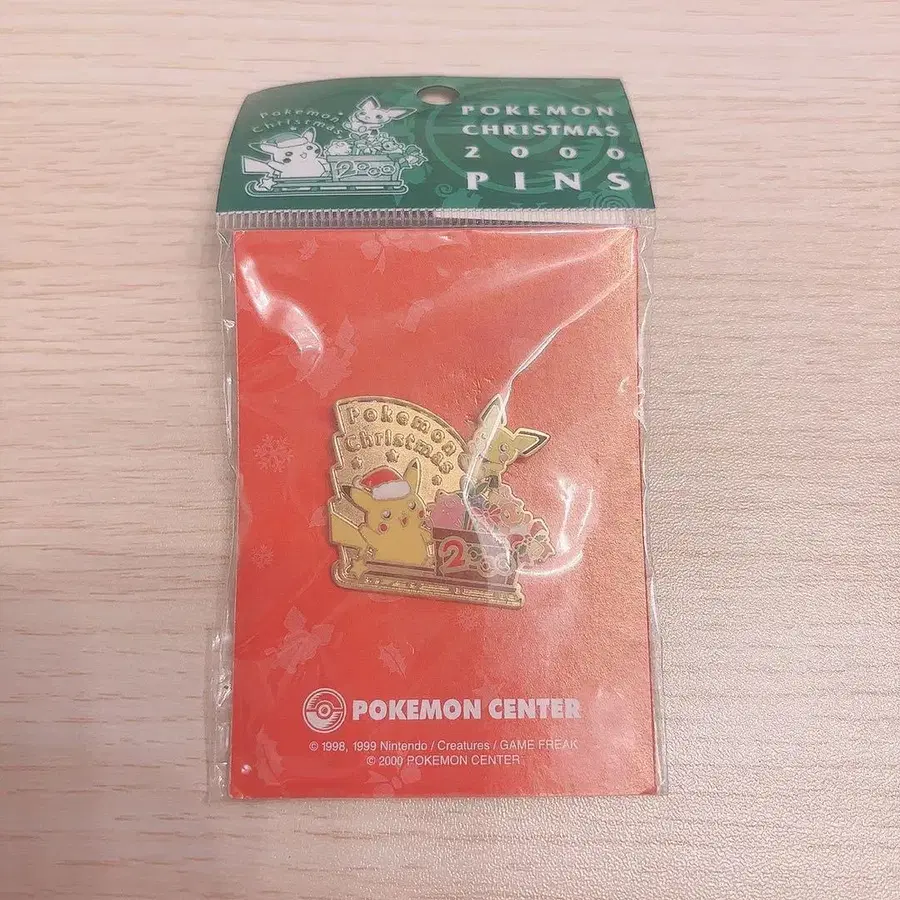 Pokemon
Christmas
2000
POKEMON
CHRISTMAS
2000
PINS
Pokemon
Christmas
2000
POKEMON CENTER
© 1998, 1999 Nintendo / Creatures / GAME FREAK
© 2000 POKEMON CENTER